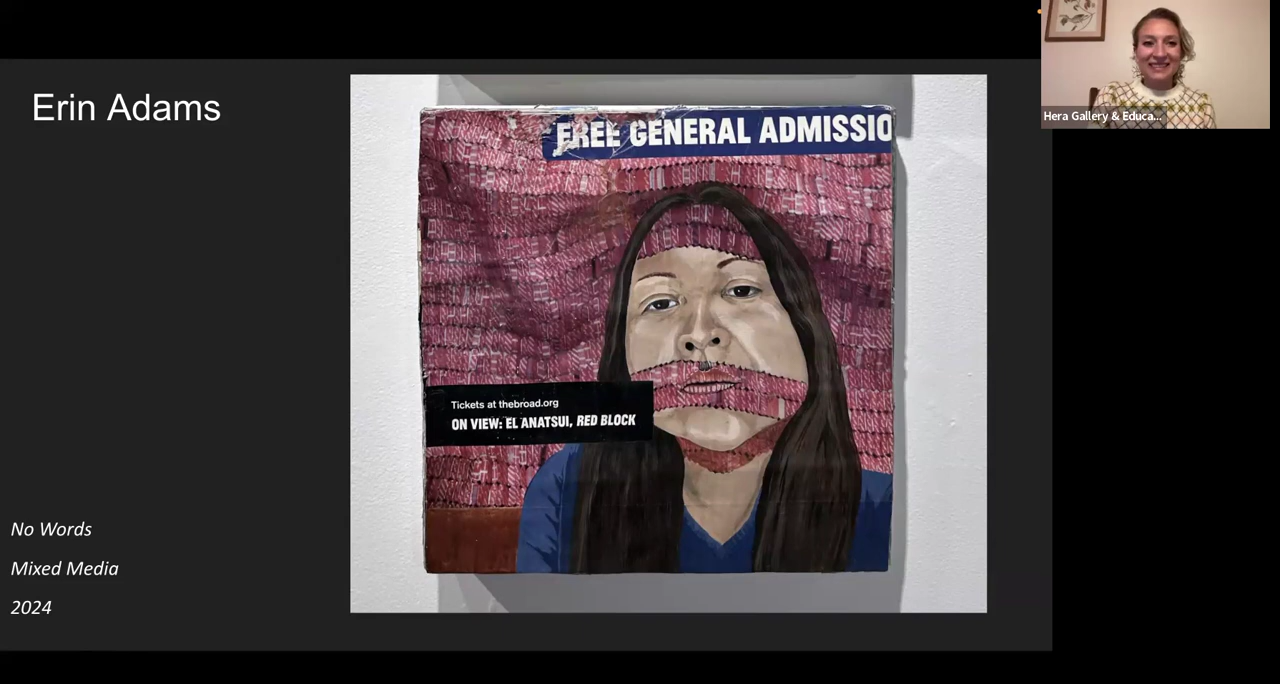 Erin Adams
FREE GENERAL ADMISSIO
Tickets at thebroad.org
ON VIEW: EL ANATSUI, RED BLOCK
No Words
Mixed Media
2024
Hera Gallery & Educa...